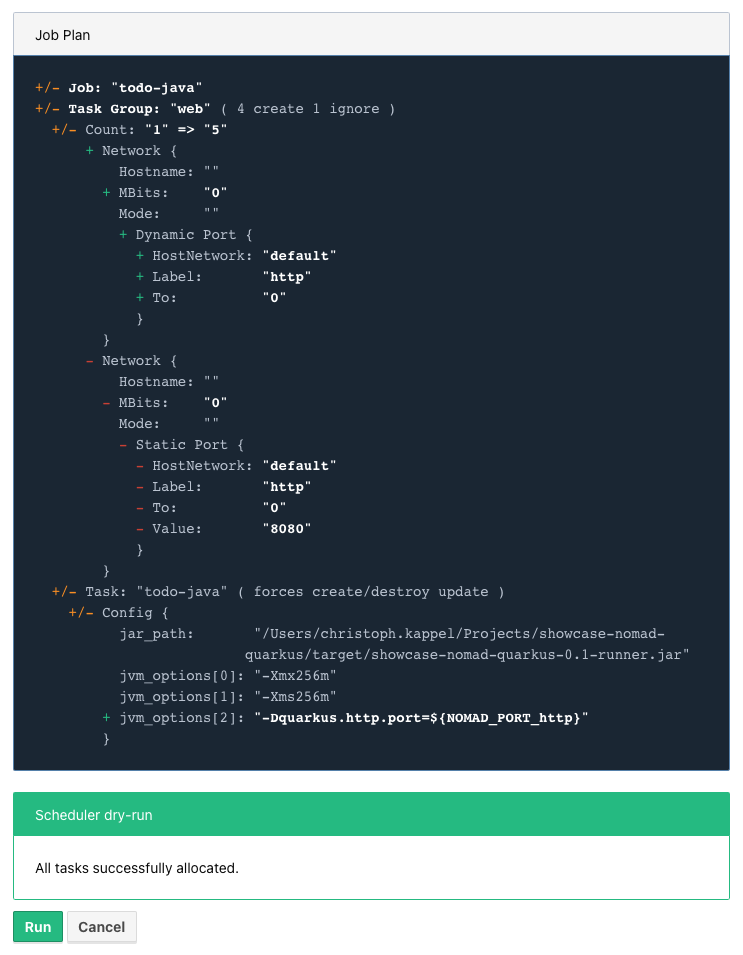 Job Plan
+/- Job: "todo-java"
+/- Task Group: "web" ( 4 create 1 ignore )
+/- Count: "1" => "5"
+ Network {
Hostname: ""
+ MBits: "0"
Mode: ""
+ Dynamic Port {
+ HostNetwork: "default"
+ Label: "http"
+ To: "0"
}
}
- Network {
Hostname: ""
- MBits: "0"
Mode: ""
- Static Port {
- HostNetwork: "default"
- Label: "http"
- To: "0"
- Value: "8080"
}
}
+/- Task: "todo-java" ( forces create/destroy update )
+/- Config {
jar_path: "/Users/christoph.kappel/Projects/showcase-nomad-
quarkus/target/showcase-nomad-quarkus-0.1-runner.jar"
jvm_options[0]: "-Xmx256m"
jvm_options[1]: "-Xms256m"
+ jvm_options[2]: "-Dquarkus.http.port=${NOMAD_PORT_http}"
}
Scheduler dry-run
All tasks successfully allocated.
Run Cancel